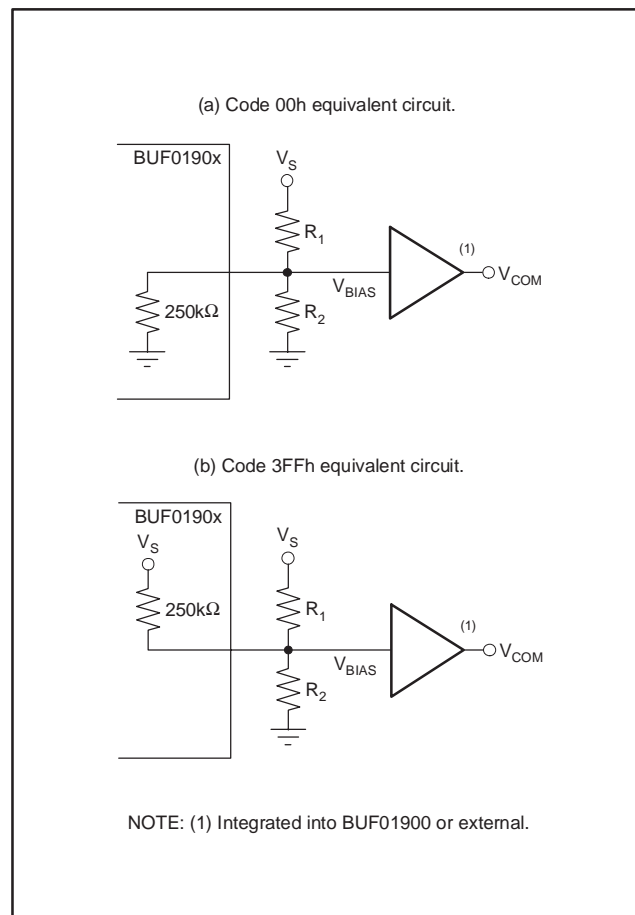 (a) Code 00h equivalent circuit.
BUF0190x
V_S
R_1
(1)
V_COM
V_BIAS
250kΩ
R_2
(b) Code 3FFh equivalent circuit.
BUF0190x
V_S
V_S
250kΩ
R_1
(1)
V_COM
V_BIAS
R_2
NOTE: (1) Integrated into BUF01900 or external.